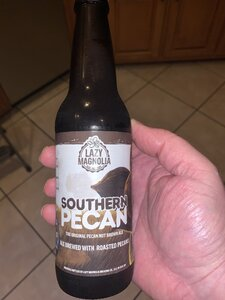 LAZY
MAGNOLIA
SOUTHERN
PECAN
THE ORIGINAL PECAN NUT BROWN ALE
ALE BREWED WITH ROASTED PECANS